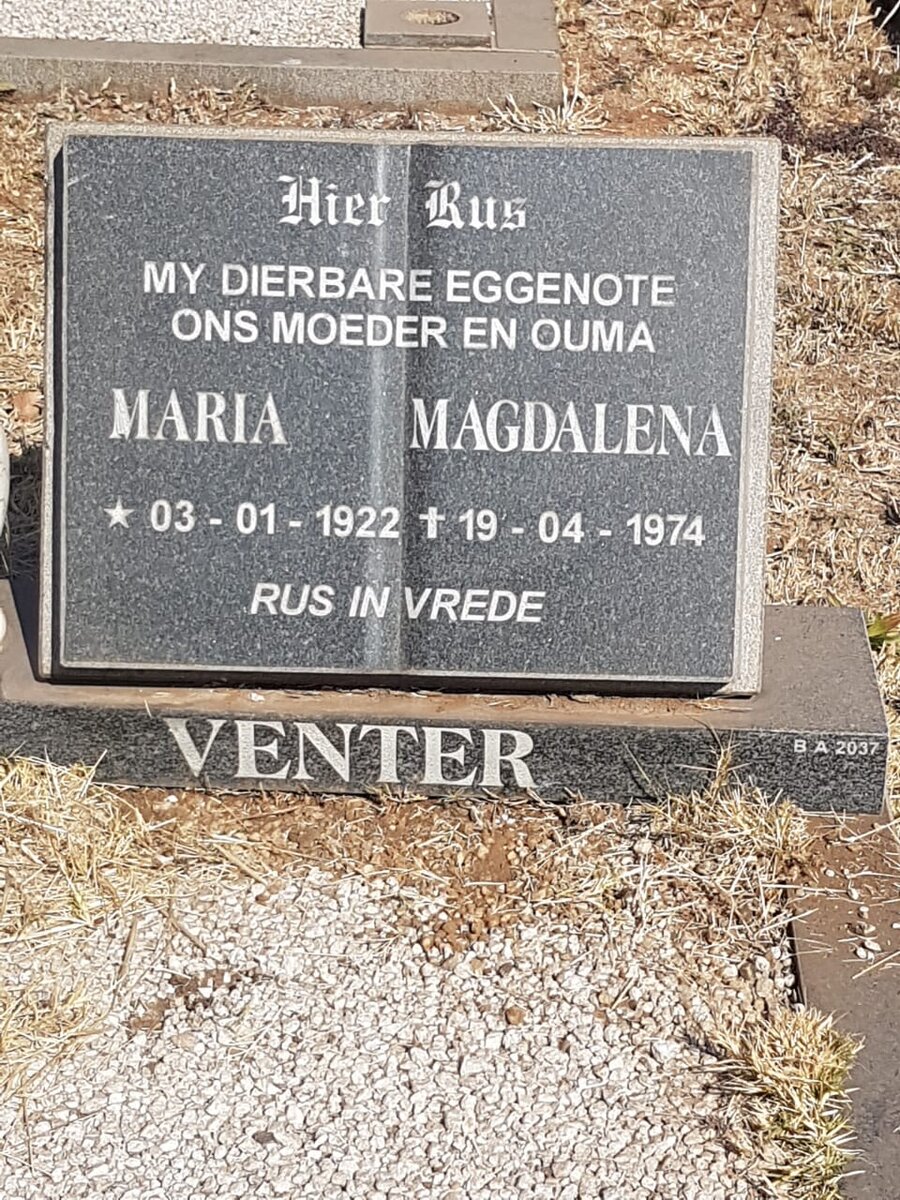 Hier Rus
MY DIERBARE EGGENOTE
ONS MOEDER EN OUMA
MARIA MAGDALENA
★ 03 - 01 - 1922 ✝ 19 - 04 - 1974
RUS IN VREDE
VENTER
B A 2037